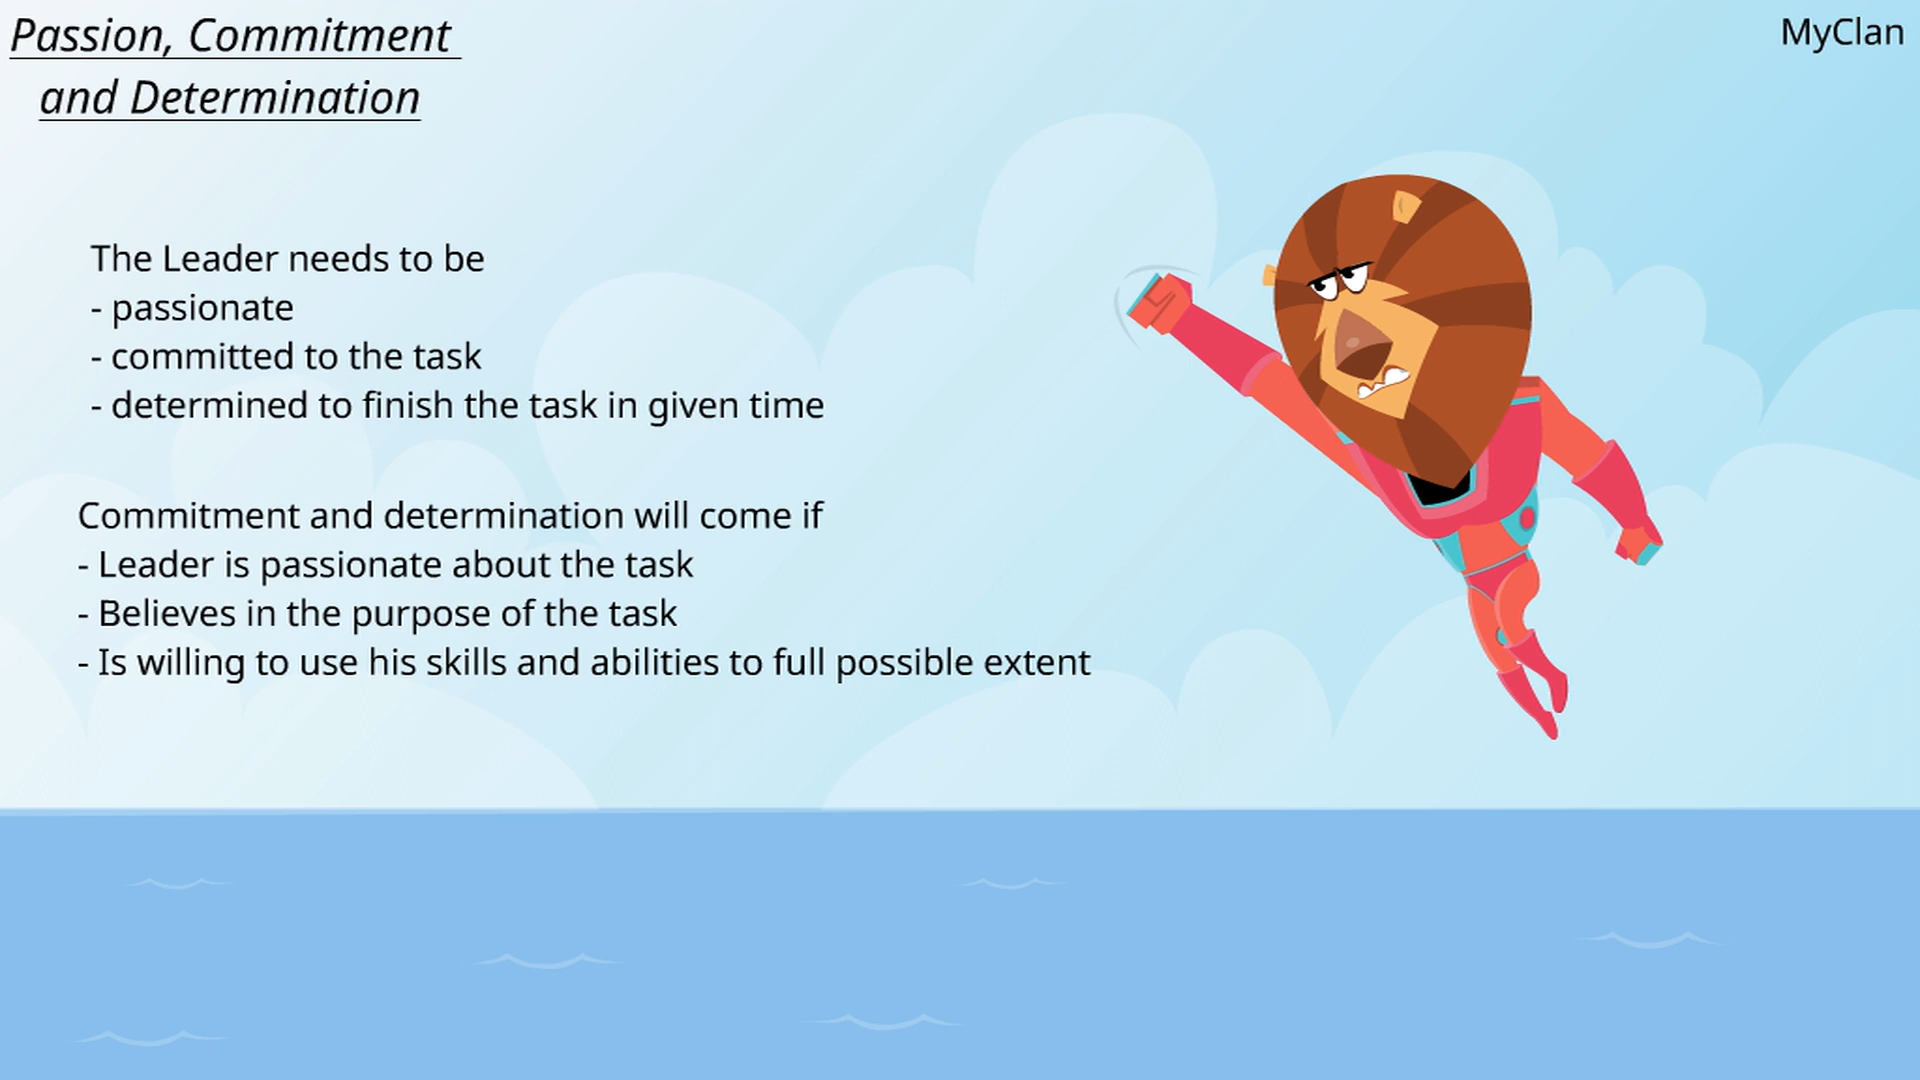 Passion, Commitment
and Determination
MyClan
The Leader needs to be
- passionate
- committed to the task
- determined to finish the task in given time
Commitment and determination will come if
- Leader is passionate about the task
- Believes in the purpose of the task
- Is willing to use his skills and abilities to full possible extent